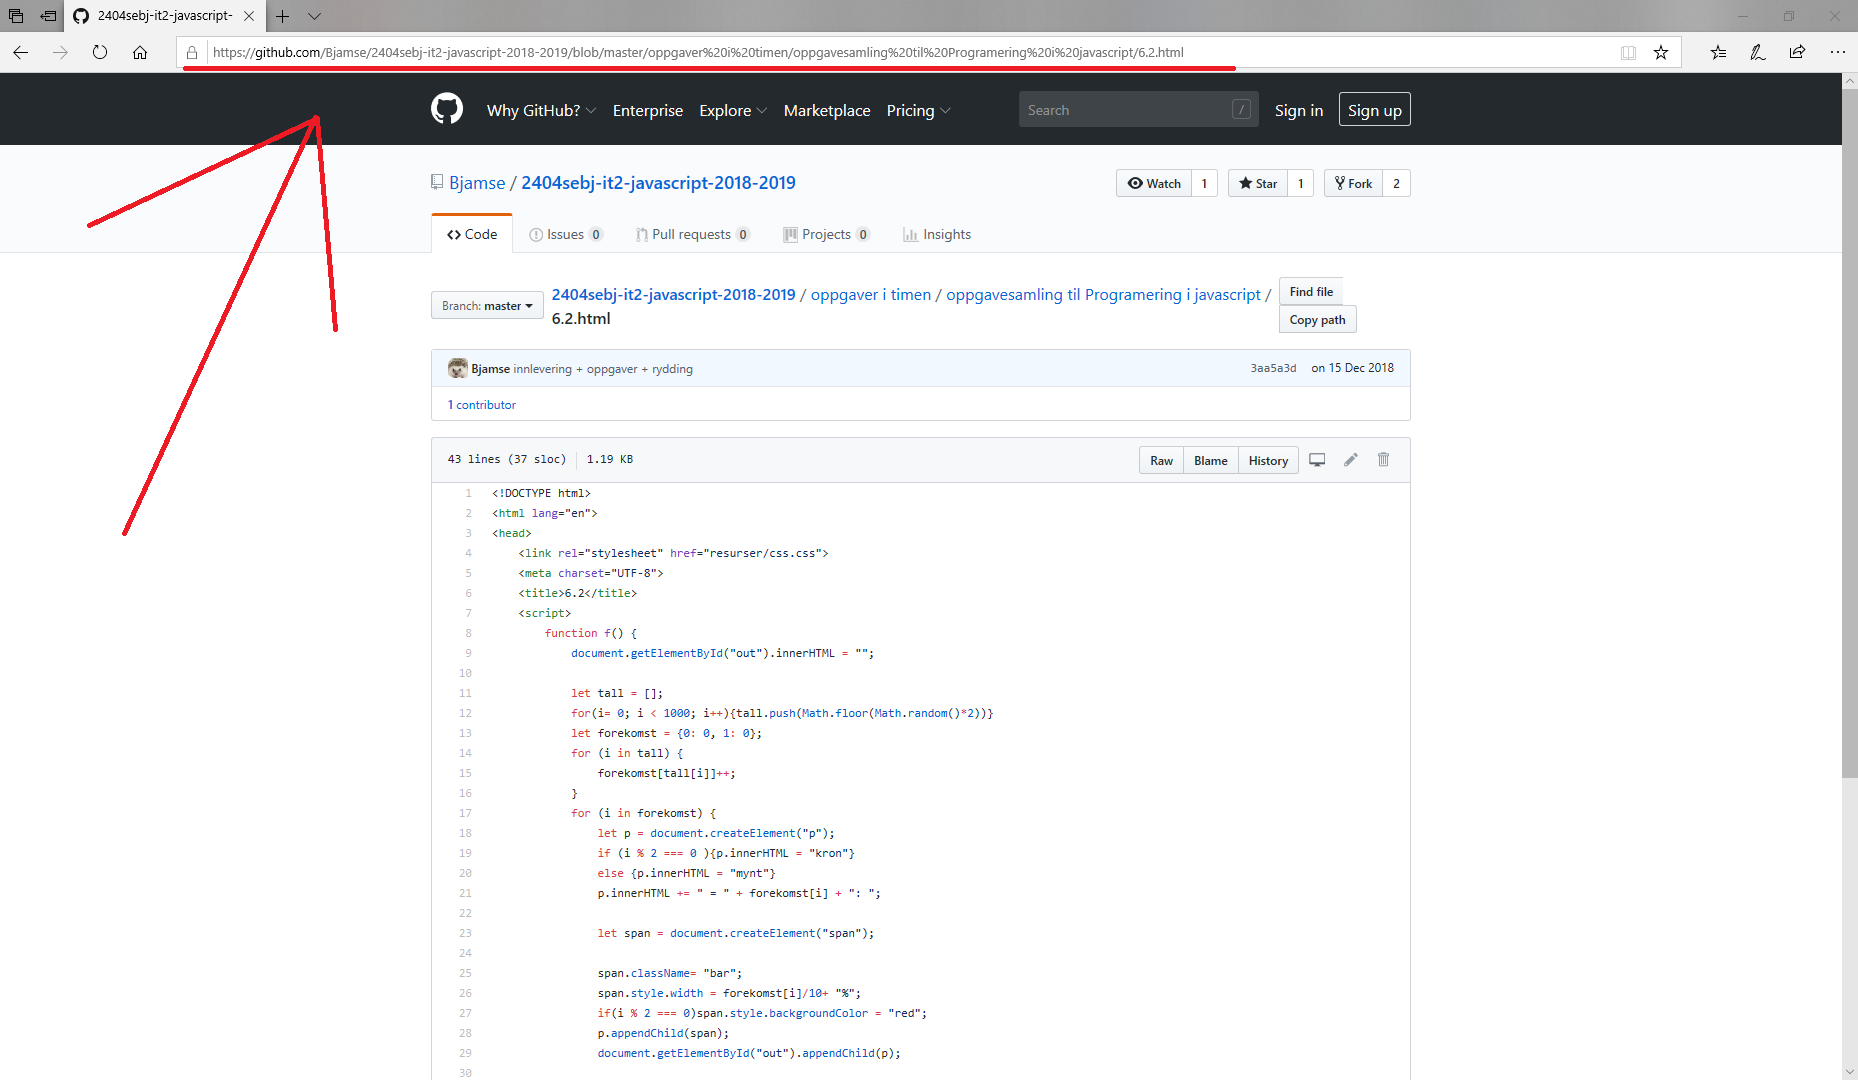 2404sebj-it2-javascript-
https://github.com/Bjamse/2404sebj-it2-javascript-2018-2019/blob/master/oppgaver%20i%20timen/oppgavesamling%20til%20Programering%20i%20javascript/6.2.html
Why GitHub? Enterprise Explore Marketplace Pricing Search / Sign in Sign up
Bjamse / 2404sebj-it2-javascript-2018-2019 Watch 1 Star 1 Fork 2
<> Code Issues 0 Pull requests 0 Projects 0 Insights
Branch: master 2404sebj-it2-javascript-2018-2019 / oppgaver i timen / oppgavesamling til Programering i javascript / Find file
6.2.html Copy path
Bjamse innlevering + oppgaver + rydding 3aa5a3d on 15 Dec 2018
1 contributor
43 lines (37 sloc) 1.19 KB Raw Blame History
1 <!DOCTYPE html>
2 <html lang="en">
3 <head>
4 <link rel="stylesheet" href="resurser/css.css">
5 <meta charset="UTF-8">
6 <title>6.2</title>
7 <script>
8 function f() {
9 document.getElementById("out").innerHTML = "";
10
11 let tall = [];
12 for(i= 0; i < 1000; i++){tall.push(Math.floor(Math.random()*2))}
13 let forekomst = {0: 0, 1: 0};
14 for (i in tall) {
15 forekomst[tall[i]]++;
16 }
17 for (i in forekomst) {
18 let p = document.createElement("p");
19 if (i % 2 === 0 ){p.innerHTML = "kron"}
20 else {p.innerHTML = "mynt"}
21 p.innerHTML += " = " + forekomst[i] + ": ";
22
23 let span = document.createElement("span");
24
25 span.className= "bar";
26 span.style.width = forekomst[i]/10+ "%";
27 if(i % 2 === 0)span.style.backgroundColor = "red";
28 p.appendChild(span);
29 document.getElementById("out").appendChild(p);
30